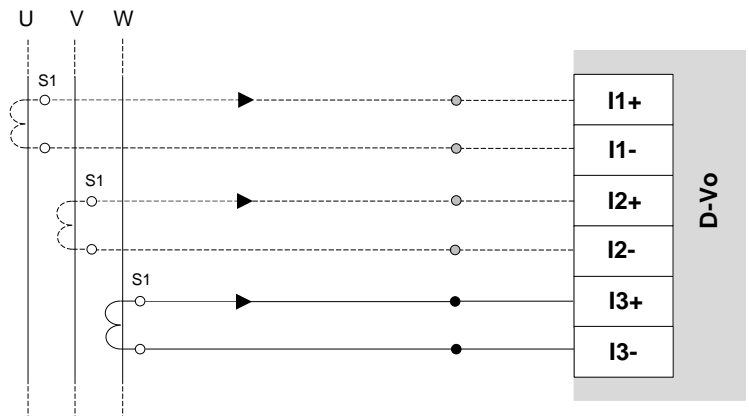 U V W
S1
I1+
I1-
S1
I2+
I2-
S1
I3+
I3-
D-Vo